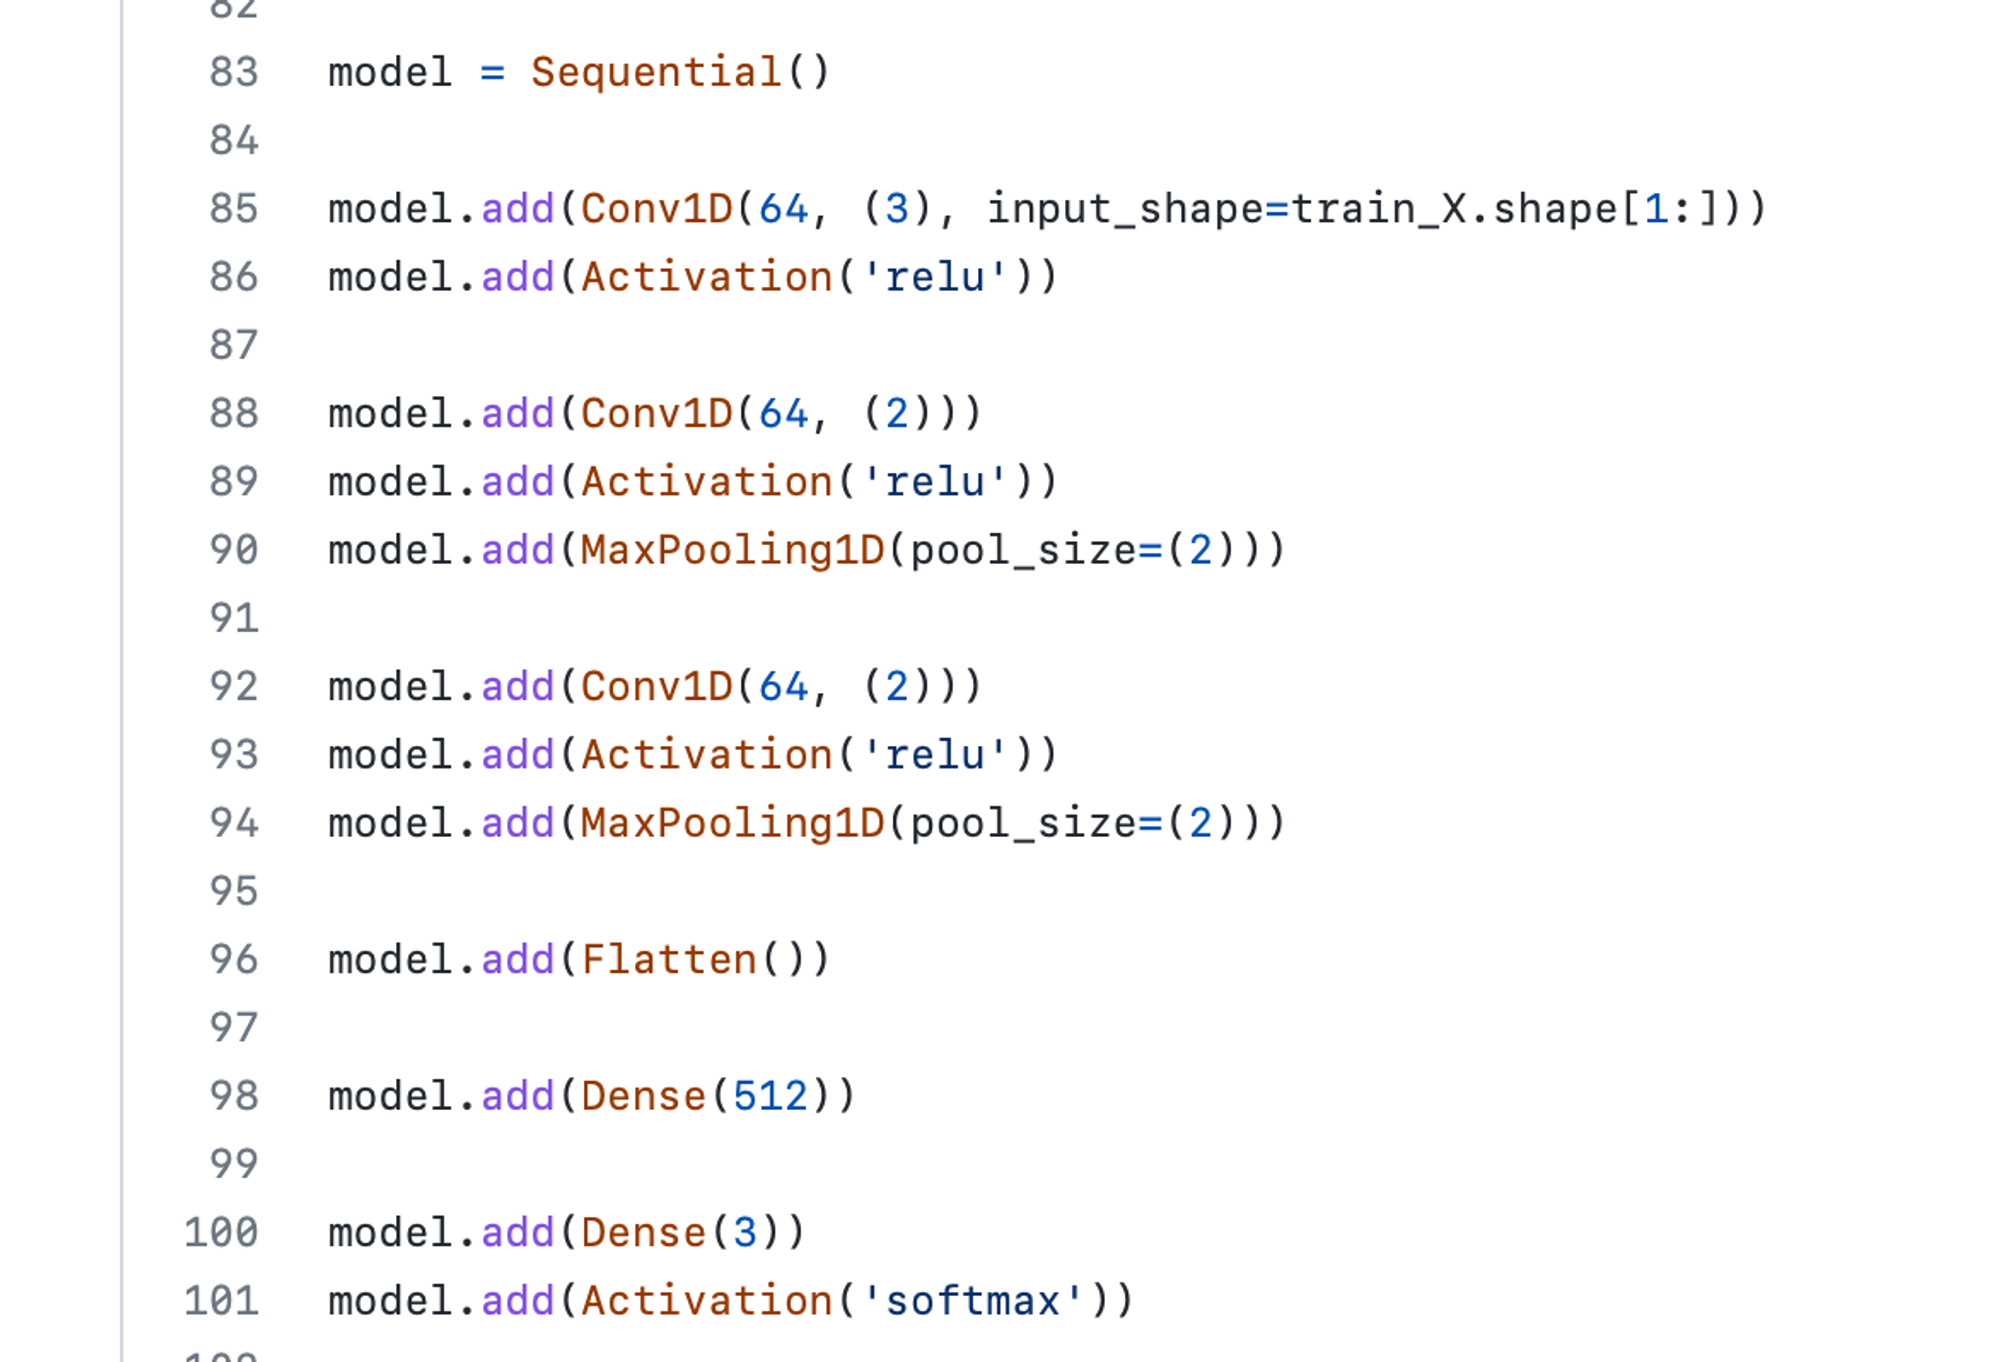 82
83 model = Sequential()
84
85 model.add(Conv1D(64, (3), input_shape=train_X.shape[1:]))
86 model.add(Activation('relu'))
87
88 model.add(Conv1D(64, (2)))
89 model.add(Activation('relu'))
90 model.add(MaxPooling1D(pool_size=(2)))
91
92 model.add(Conv1D(64, (2)))
93 model.add(Activation('relu'))
94 model.add(MaxPooling1D(pool_size=(2)))
95
96 model.add(Flatten())
97
98 model.add(Dense(512))
99
100 model.add(Dense(3))
101 model.add(Activation('softmax'))